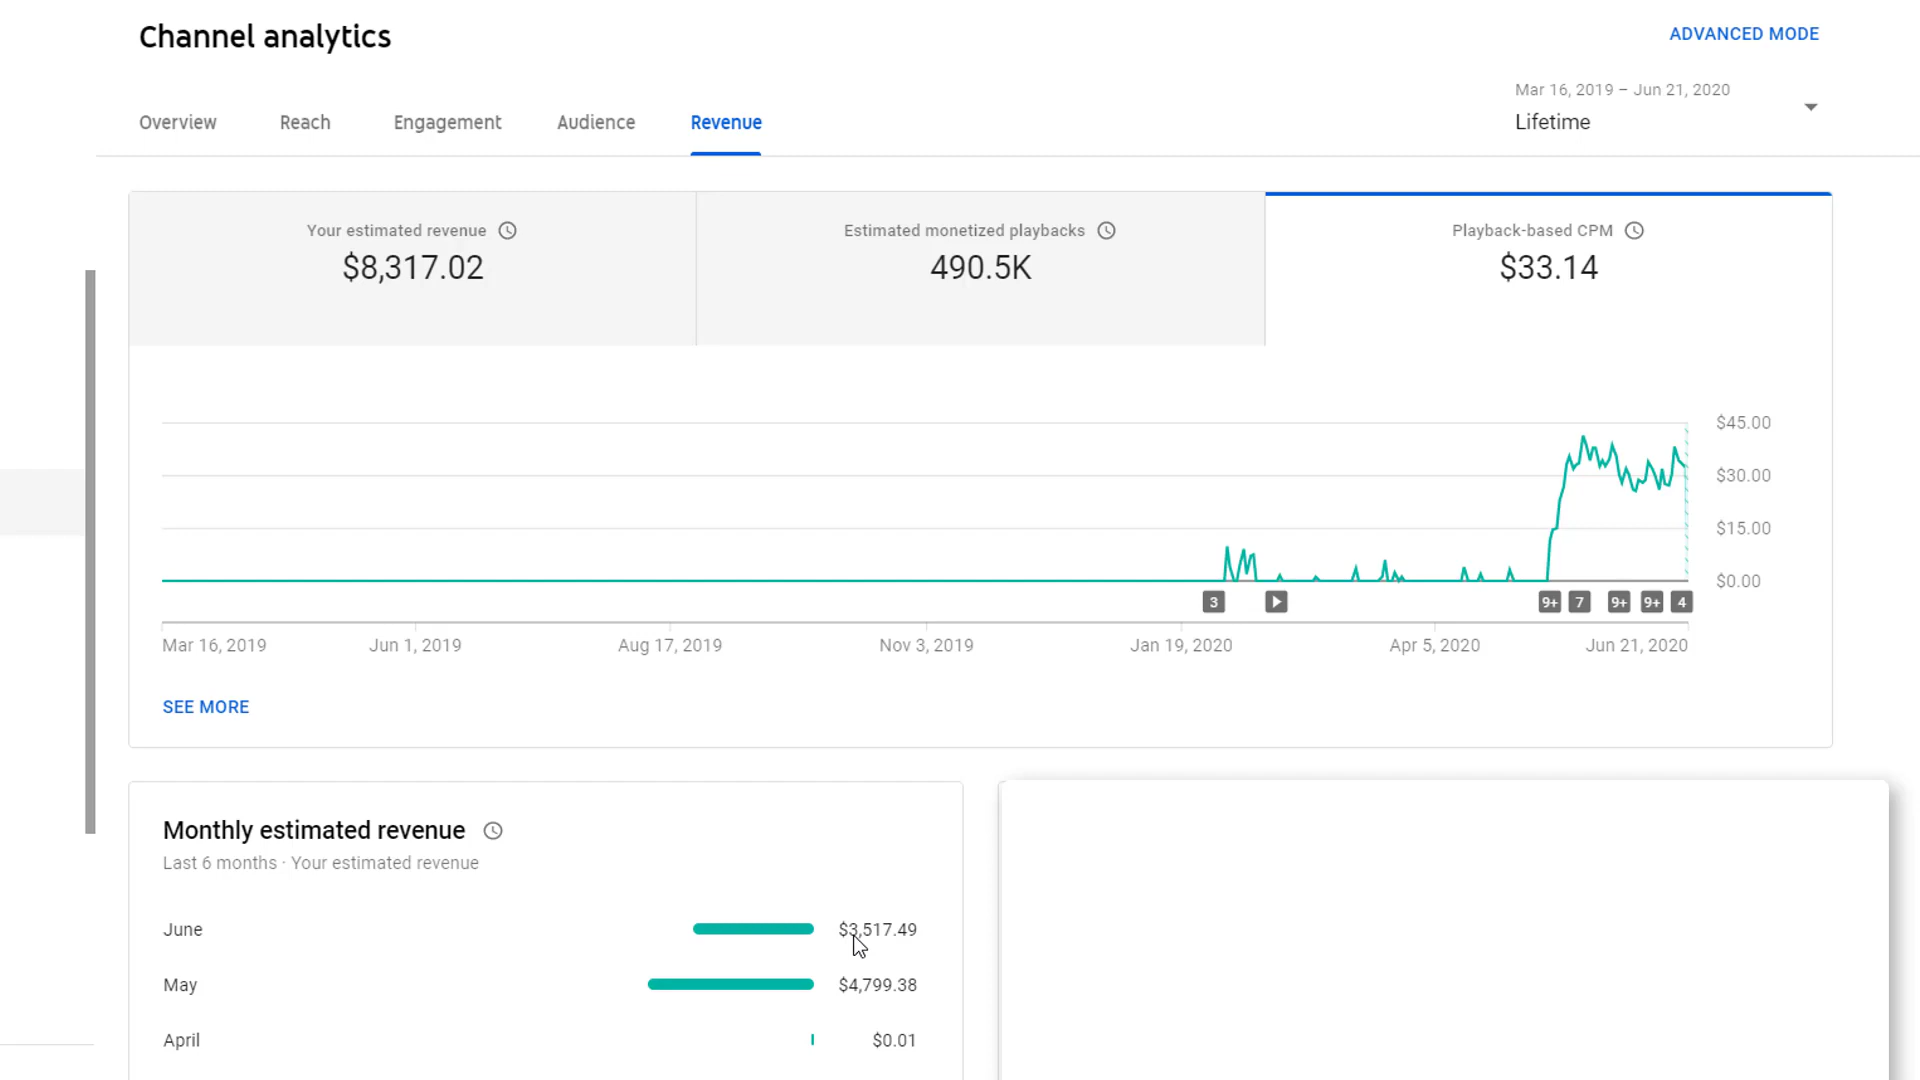 Channel analytics
ADVANCED MODE
Mar 16, 2019 – Jun 21, 2020
Lifetime
Overview Reach Engagement Audience Revenue
Your estimated revenue
$8,317.02
Estimated monetized playbacks
490.5K
Playback-based CPM
$33.14
$45.00
$30.00
$15.00
$0.00
3 9+ 7 9+ 9+ 4
Mar 16, 2019 Jun 1, 2019 Aug 17, 2019 Nov 3, 2019 Jan 19, 2020 Apr 5, 2020 Jun 21, 2020
SEE MORE
Monthly estimated revenue
Last 6 months · Your estimated revenue
June $3,517.49
May $4,799.38
April $0.01